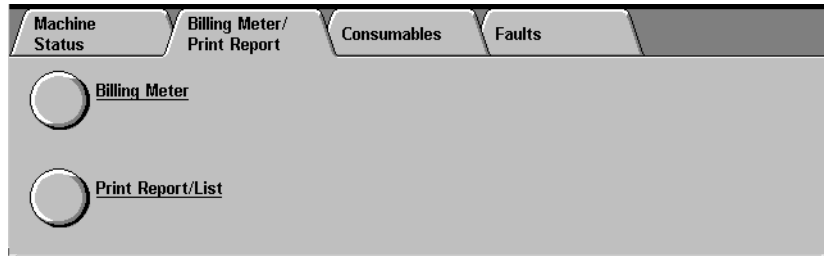 Machine
Status
Billing Meter/
Print Report
Consumables
Faults
Billing Meter
Print Report/List